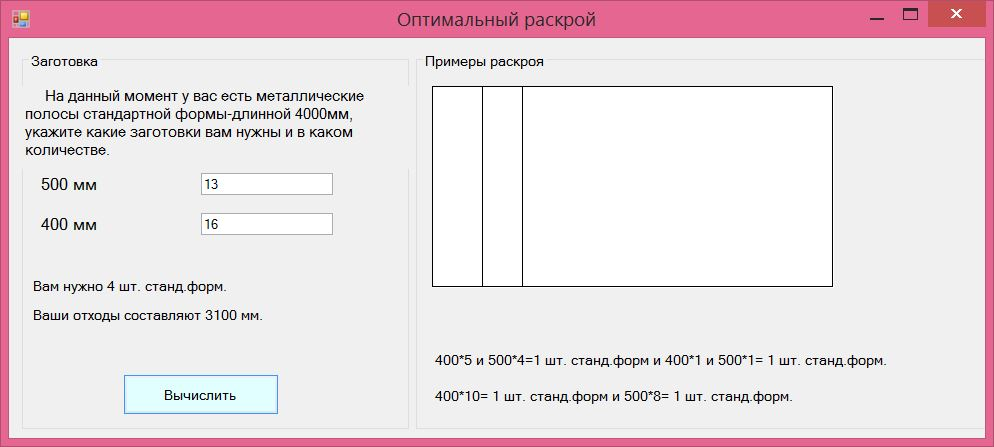 Оптимальный раскрой
Заготовка
На данный момент у вас есть металлические
полосы стандартной формы-длинной 4000мм,
укажите какие заготовки вам нужны и в каком
количестве.
500 мм
13
400 мм
16
Вам нужно 4 шт. станд.форм.
Ваши отходы составляют 3100 мм.
Вычислить
Примеры раскроя
400*5 и 500*4=1 шт. станд.форм и 400*1 и 500*1= 1 шт. станд.форм.
400*10= 1 шт. станд.форм и 500*8= 1 шт. станд.форм.